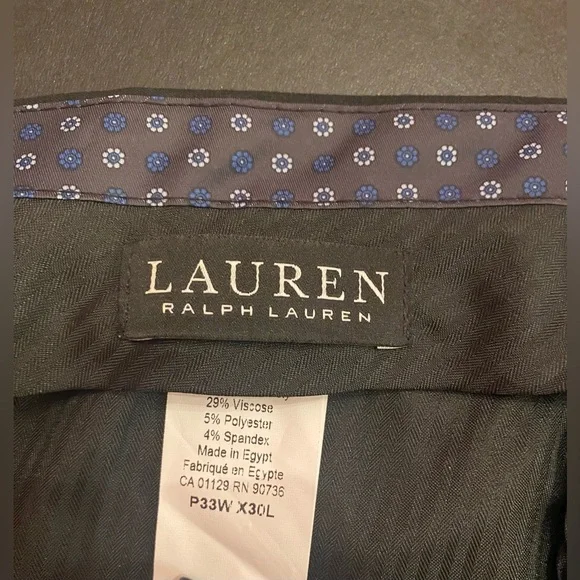 LAUREN
RALPH LAUREN
29% Viscose
5% Polyester
4% Spandex
Made in Egypt
Fabriqué en Egypte
CA 01129 RN 90736
P33W X30L